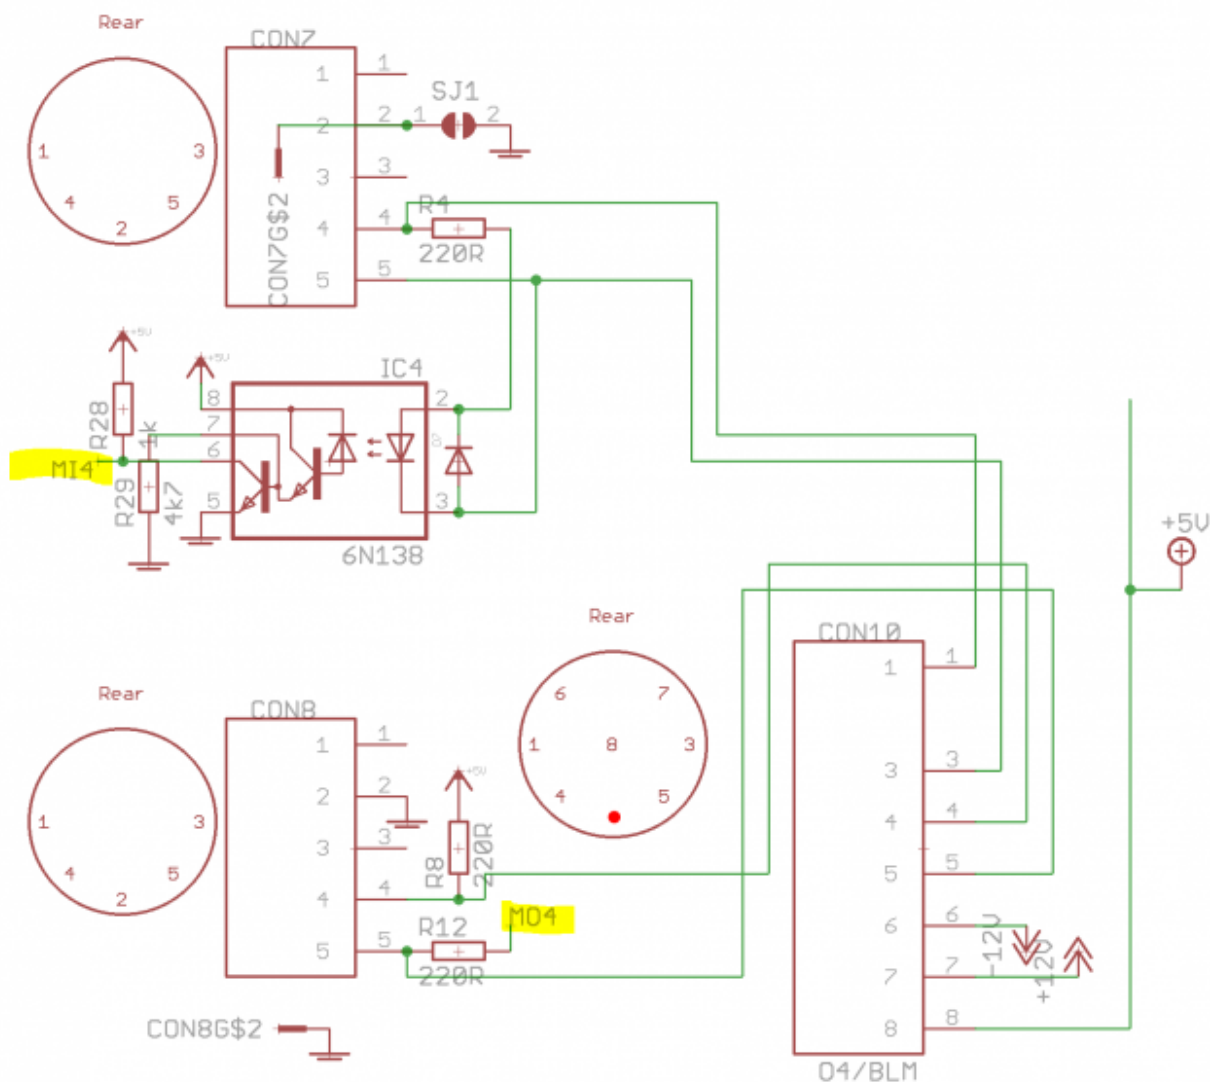 Rear
CON7
1 1
SJ1
2 2 1 2
1 3
3 3
4 5
2
R4
4 4
220R
5 5
CON7G$2
+5V
+5V
IC4
8
2
R28
1k
7
6
MI4
R29
4k7
5
3
6N138
+5V
Rear
CON10
1 1
Rear
CON8
6 7
1 8 3
4 5
1 1
+5V
3 3
2 2
1 3
R8
220R
4 4
3 3
4 5
2
5 5
4 4
MO4
R12
6 6
-12V
5 5
220R
7 7
+12V
8 8
CON8G$2
04/BLM